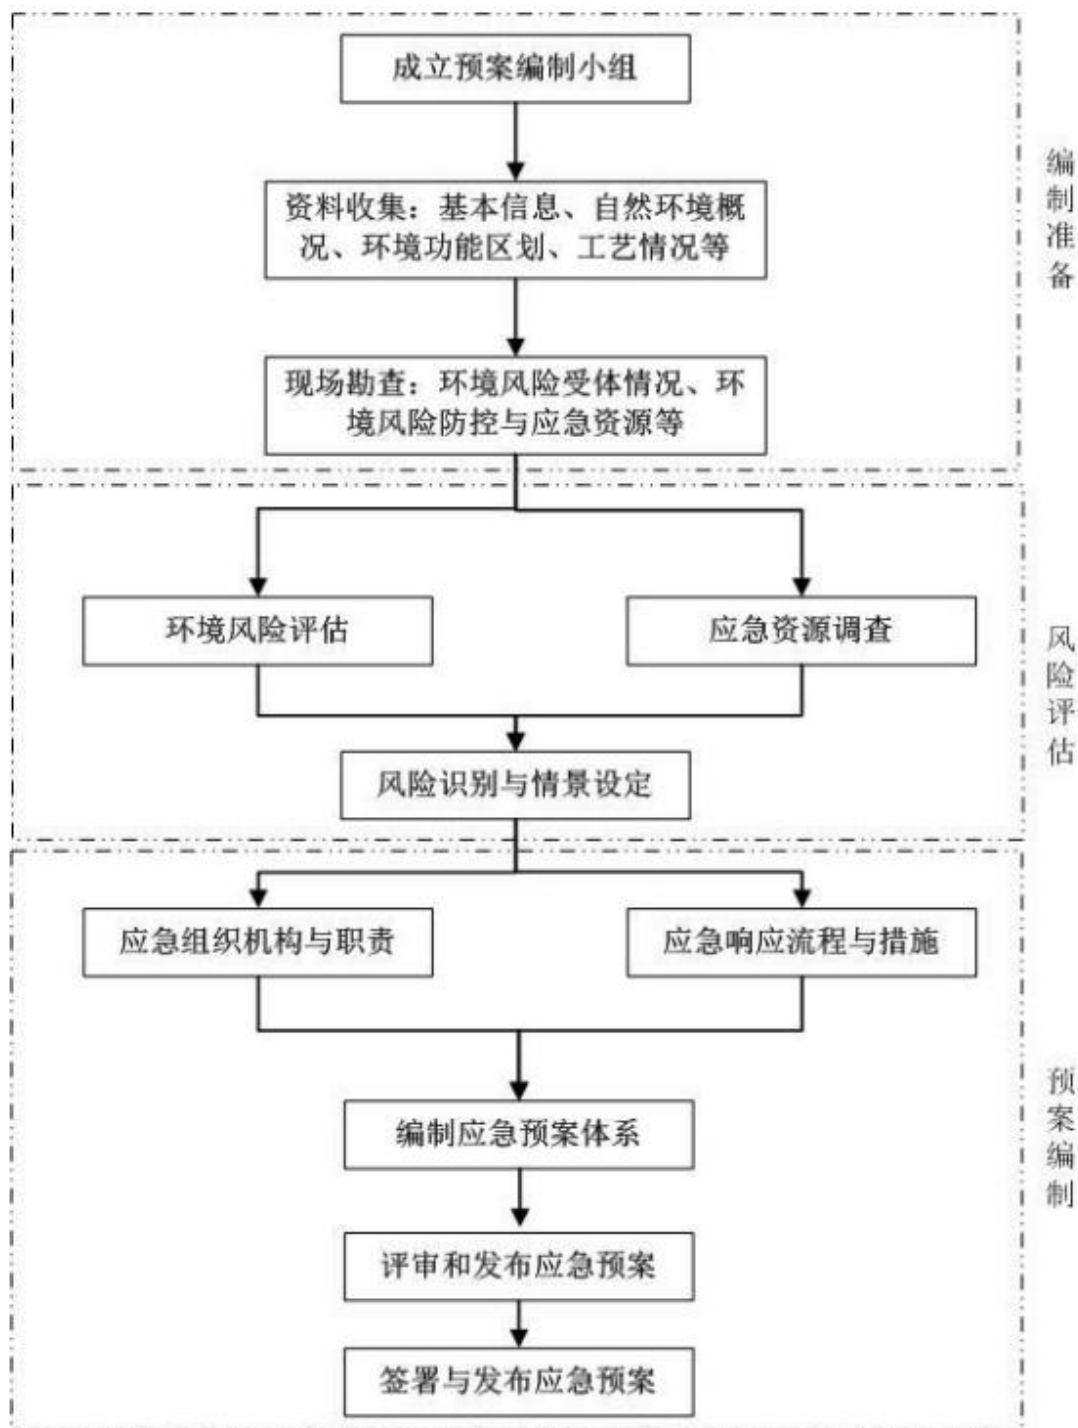 成立预案编制小组
资料收集：基本信息、自然环境概
况、环境功能区划、工艺情况等
现场勘查：环境风险受体情况、环
境风险防控与应急资源等
编制准备
环境风险评估
应急资源调查
风险识别与情景设定
风险评估
应急组织机构与职责
应急响应流程与措施
编制应急预案体系
评审和发布应急预案
签署与发布应急预案
预案编制